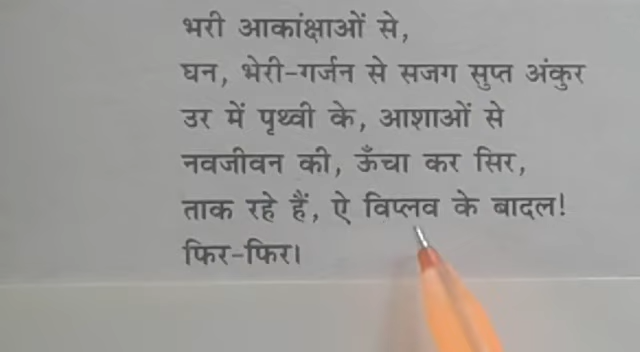 भरी आकांक्षाओं से,
घन, भेरी-गर्जन से सजग सुप्त अंकुर
उर में पृथ्वी के, आशाओं से
नवजीवन की, ऊँचा कर सिर,
ताक रहे हैं, ऐ विप्लव के बादल!
फिर-फिर।